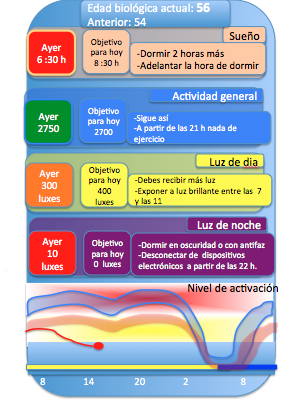 Edad biológica actual: 56
Anterior: 54
Sueño
Ayer
6 :30 h
Objetivo
para hoy
8 :30 h
-Dormir 2 horas más
-Adelantar la hora de dormir
Actividad general
Ayer
2750
Objetivo
para hoy
2700
-Sigue así
-A partir de las 21 h nada de
ejercicio
Luz de dia
Ayer
300
luxes
Objetivo
para hoy
400
luxes
-Debes recibir más luz
-Exponer a luz brillante entre las 7
y las 11
Luz de noche
Ayer
10
luxes
Objetivo
para hoy
0 luxes
-Dormir en oscuridad o con antifaz
-Desconectar de dispositivos
electrónicos a partir de las 22 h.
Nivel de activación
8 14 20 2 8